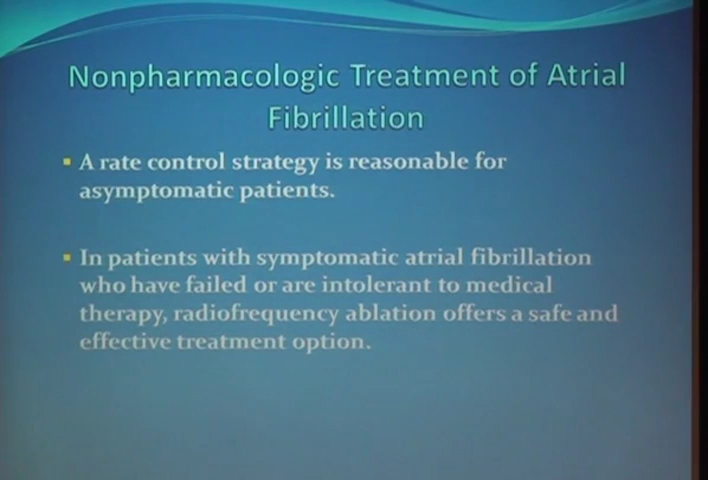 Nonpharmacologic Treatment of Atrial
Fibrillation
▪ A rate control strategy is reasonable for
asymptomatic patients.
▪ In patients with symptomatic atrial fibrillation
who have failed or are intolerant to medical
therapy, radiofrequency ablation offers a safe and
effective treatment option.